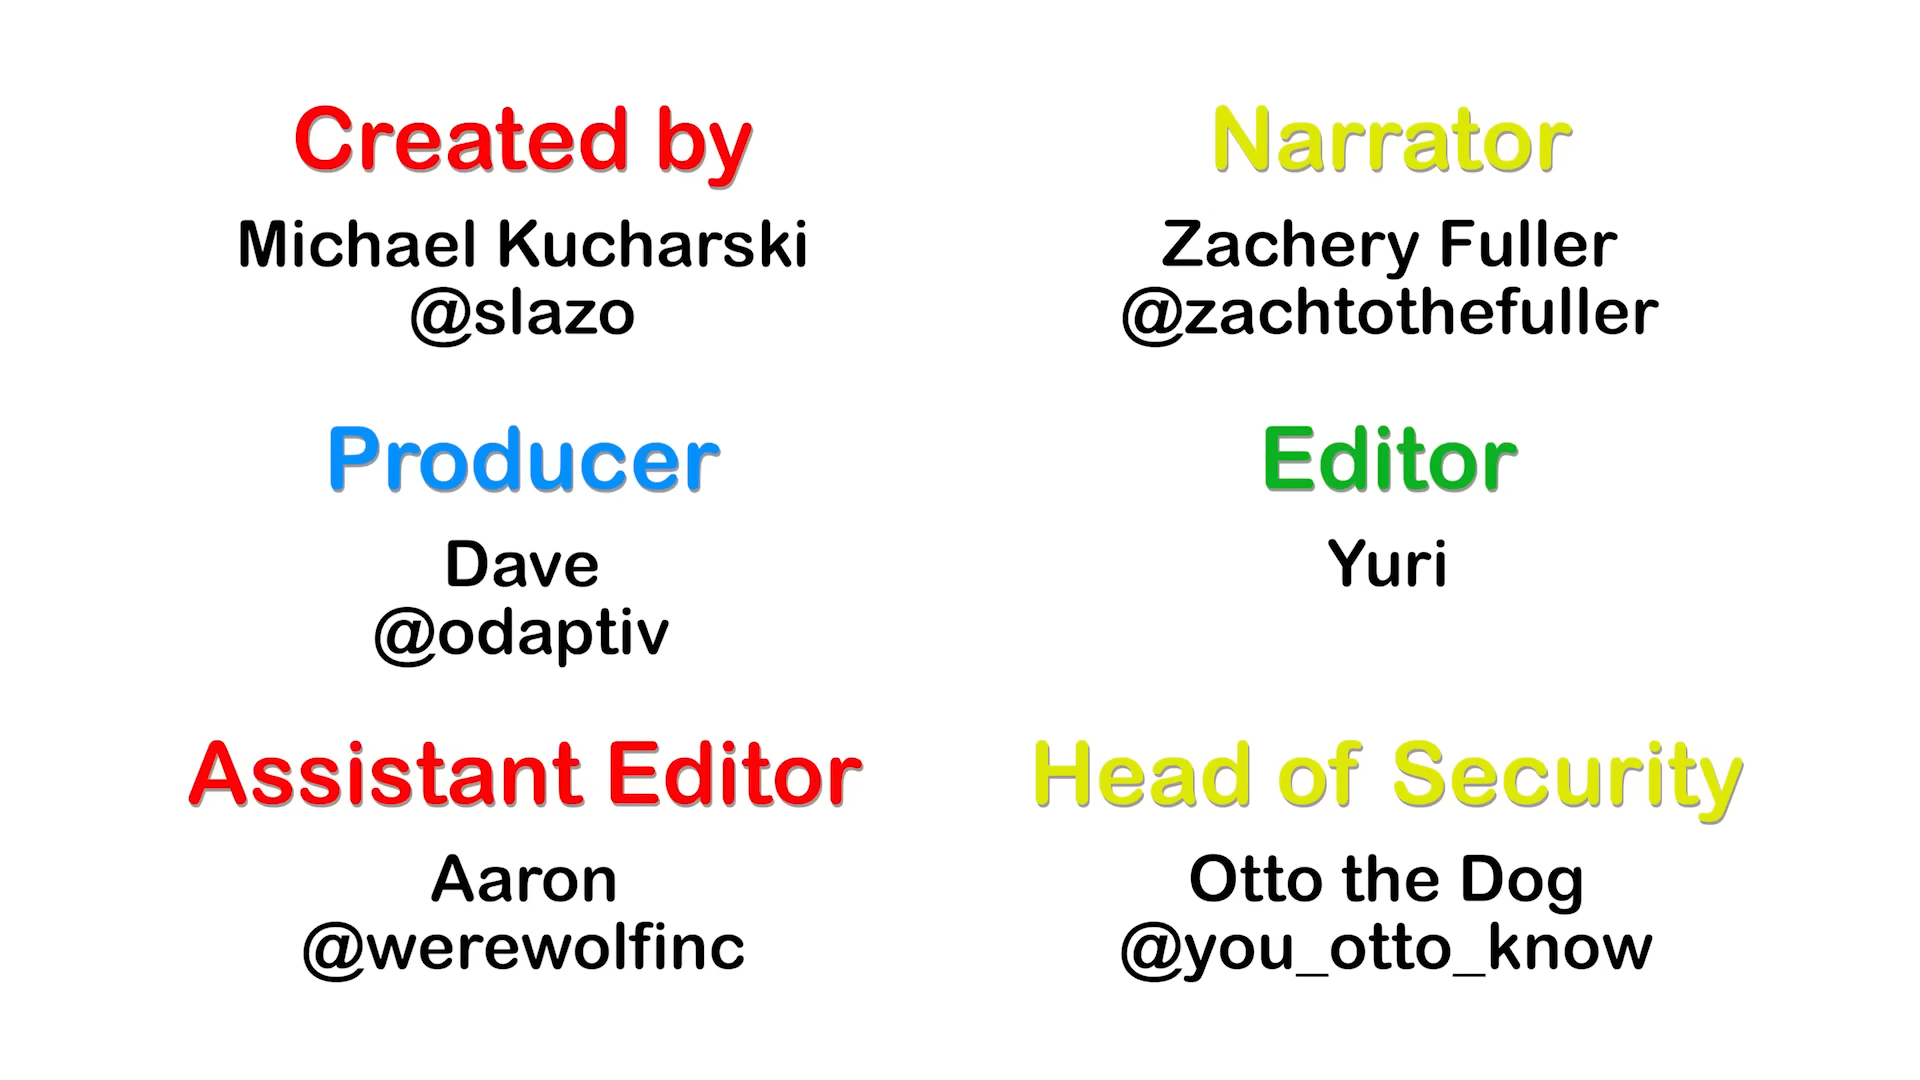 Created by
Michael Kucharski
@slazo
Narrator
Zachery Fuller
@zachtothefuller
Producer
Dave
@odaptiv
Editor
Yuri
Assistant Editor
Aaron
@werewolfinc
Head of Security
Otto the Dog
@you_otto_know